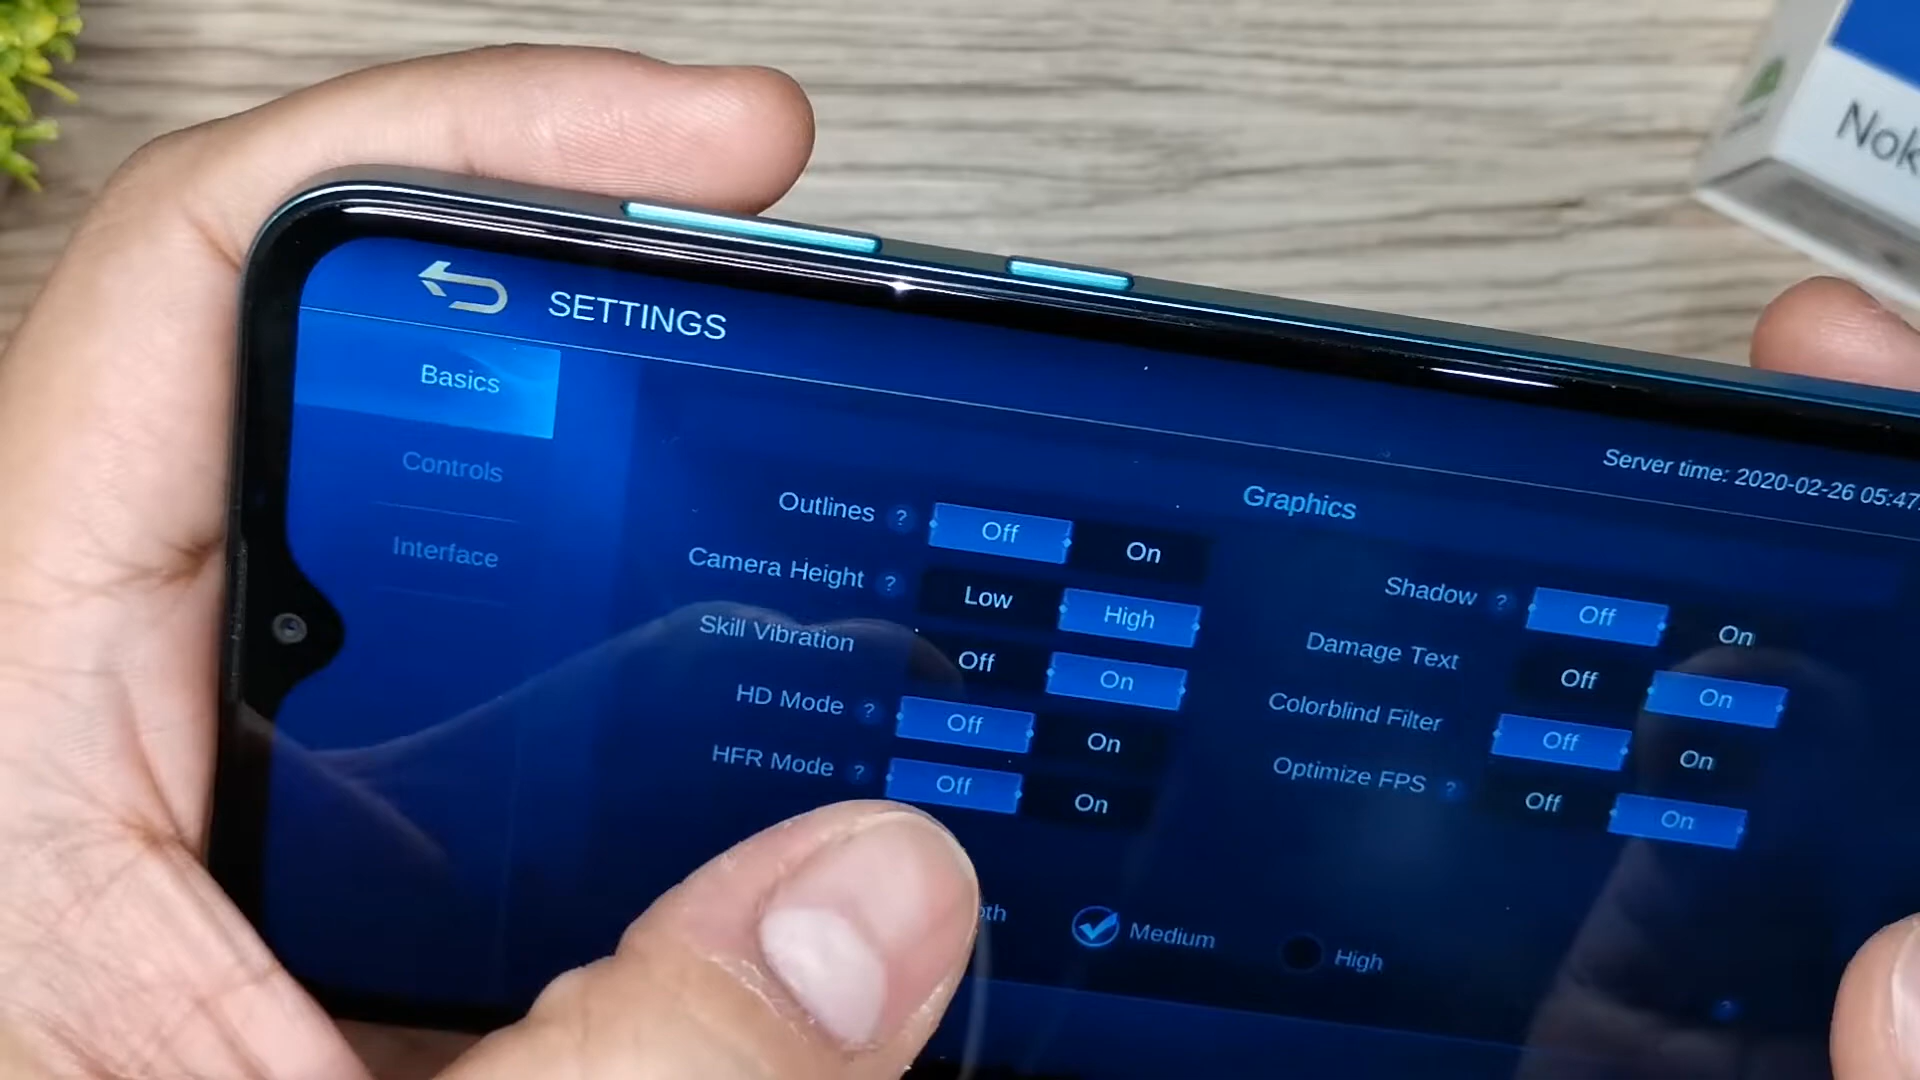 Nok
SETTINGS
Server time: 2020-02-26 05:47
Basics
Controls
Interface
Graphics
Outlines ? Off On
Camera Height ? Low High
Skill Vibration Off On
HD Mode ? Off On
HFR Mode ? Off On
Shadow ? Off On
Damage Text Off On
Colorblind Filter Off On
Optimize FPS ? Off On
oth Medium High
?